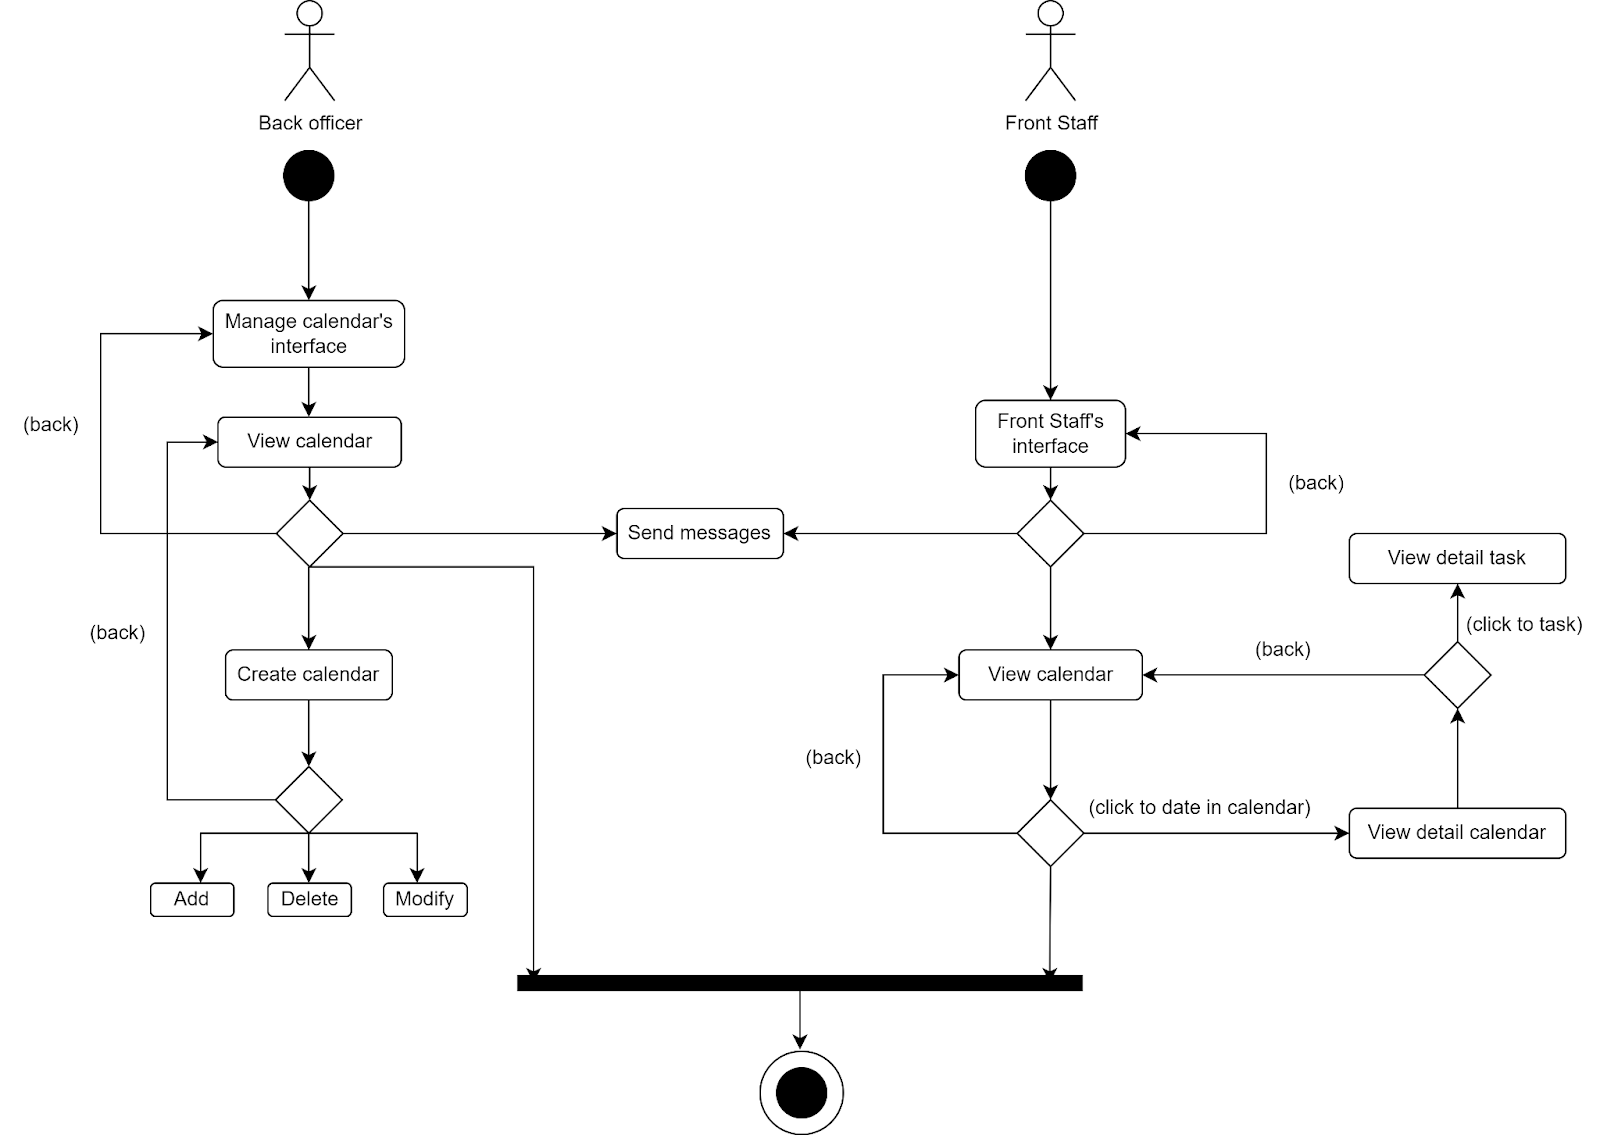 Back officer
Front Staff
Manage calendar's
interface
(back)
View calendar
Front Staff's
interface
(back)
Send messages
View detail task
(click to task)
(back)
(back)
Create calendar
View calendar
(back)
(click to date in calendar)
View detail calendar
Add
Delete
Modify